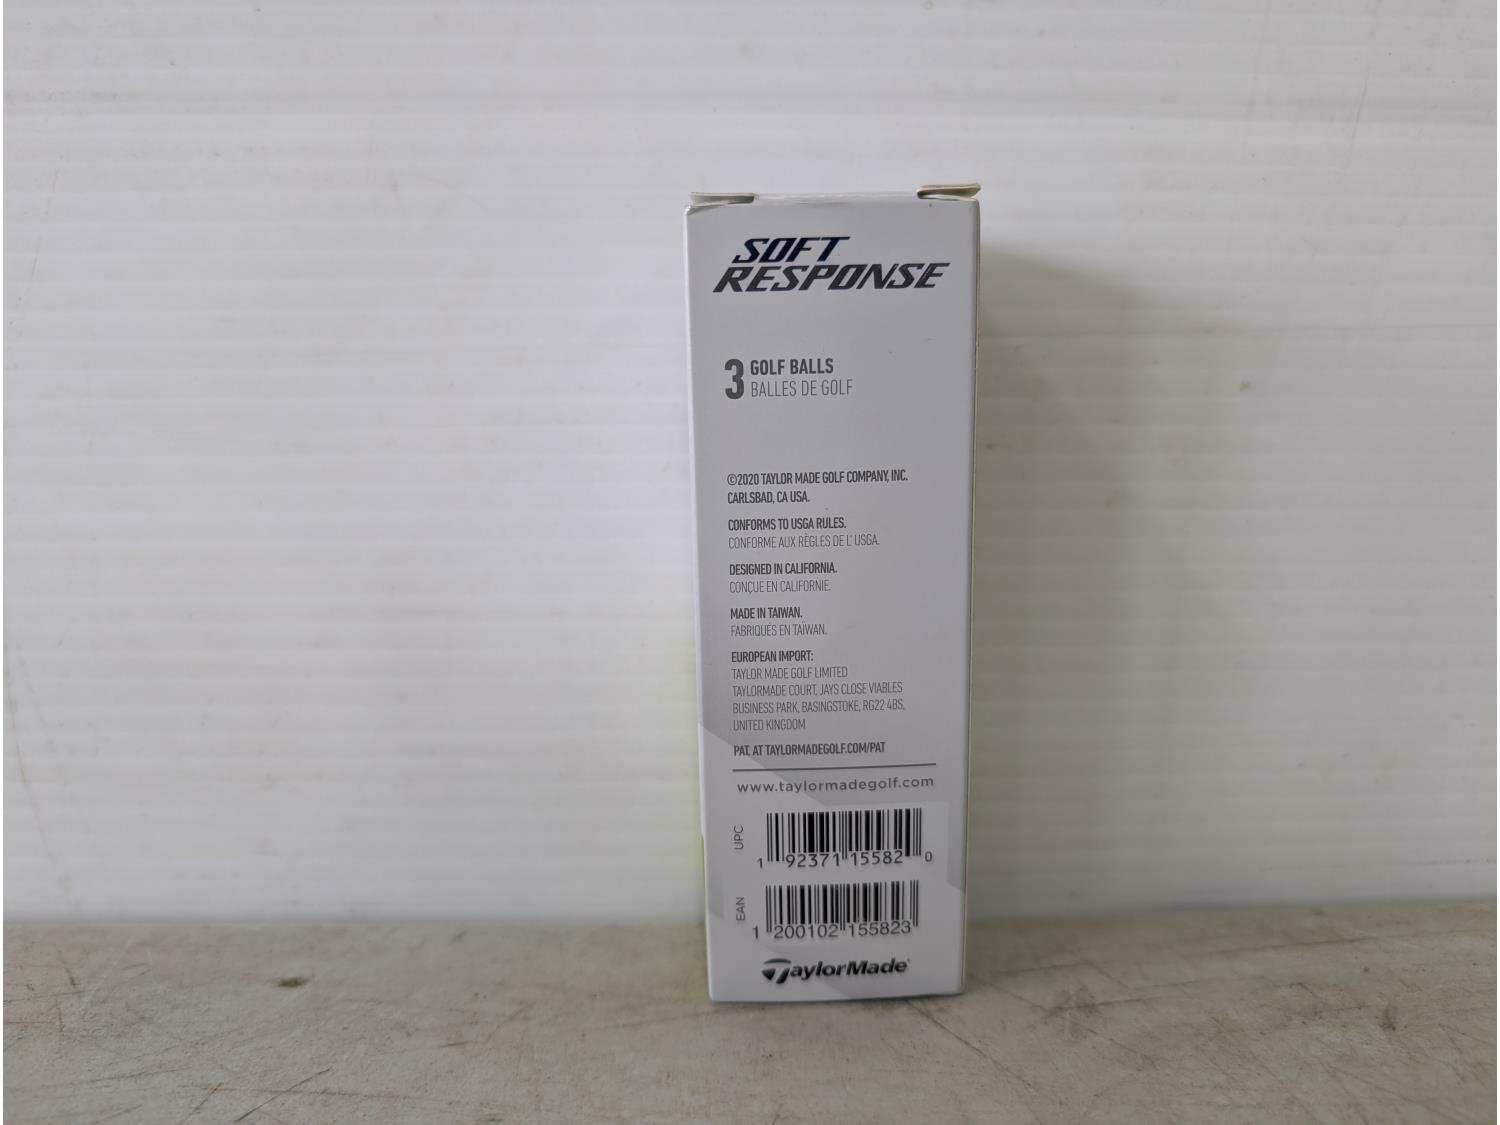 SOFT
RESPONSE
3 GOLF BALLS
BALLES DE GOLF
©2020 TAYLOR MADE GOLF COMPANY, INC.
CARLSBAD, CA USA.
CONFORMS TO USGA RULES.
CONFORME AUX RÈGLES DE L' USGA.
DESIGNED IN CALIFORNIA.
CONÇUE EN CALIFORNIE.
MADE IN TAIWAN.
FABRIQUÉS EN TAÏWAN.
EUROPEAN IMPORT:
TAYLOR MADE GOLF LIMITED
TAYLORMADE COURT, JAYS CLOSE VIABLES
BUSINESS PARK, BASINGSTOKE, RG22 4BS,
UNITED KINGDOM
PAT. AT TAYLORMADEGOLF.COM/PAT
www.taylormadegolf.com
UPC
1 92371 15582 0
EAN
1 200102 155823
TaylorMade